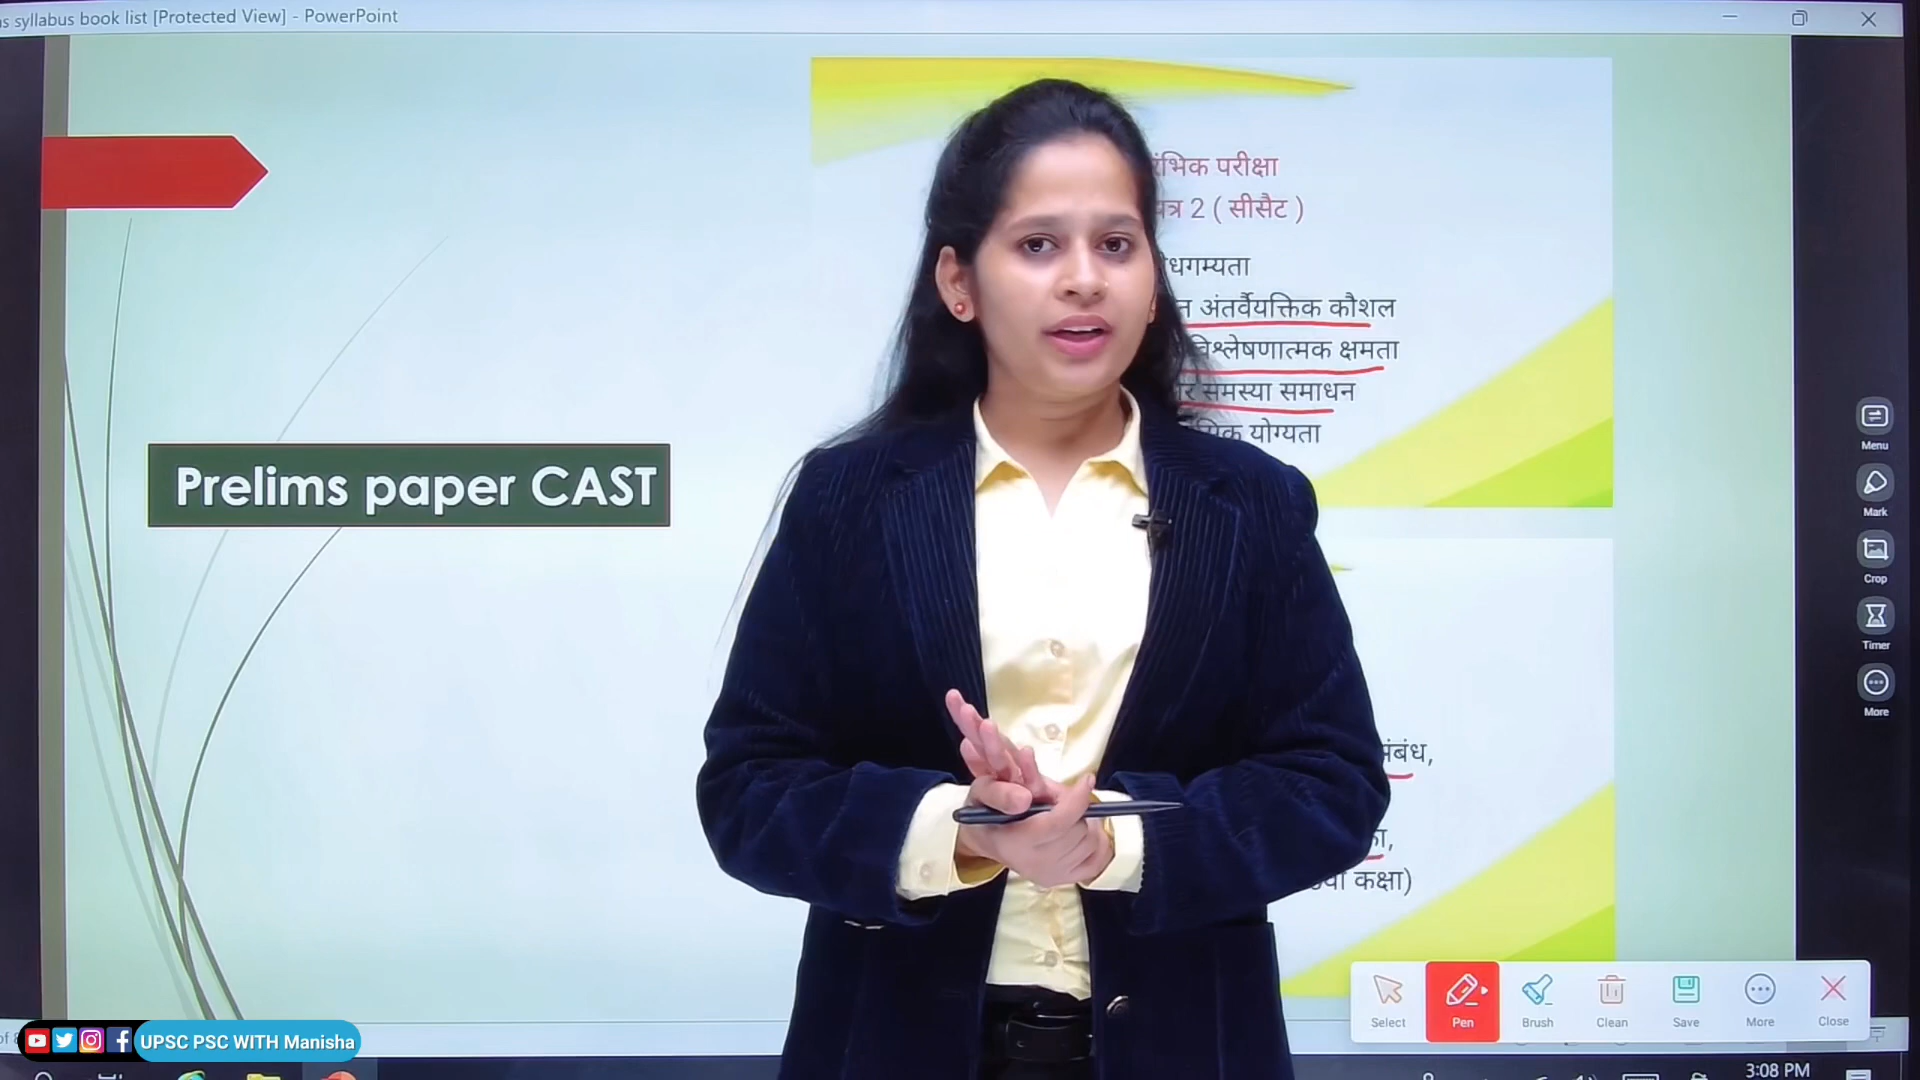 syllabus book list [Protected View] - PowerPoint
परीक्षा
2 ( सीसैट )
अंतर्वैयक्तिक कौशल
विश्लेषणात्मक क्षमता
समस्या समाधन
योग्यता
Prelims paper CAST
कक्षा)
Menu
Mark
Crop
Timer
More
Select
Pen
Brush
Clean
Save
More
Close
UPSC PSC WITH Manisha
3:08 PM